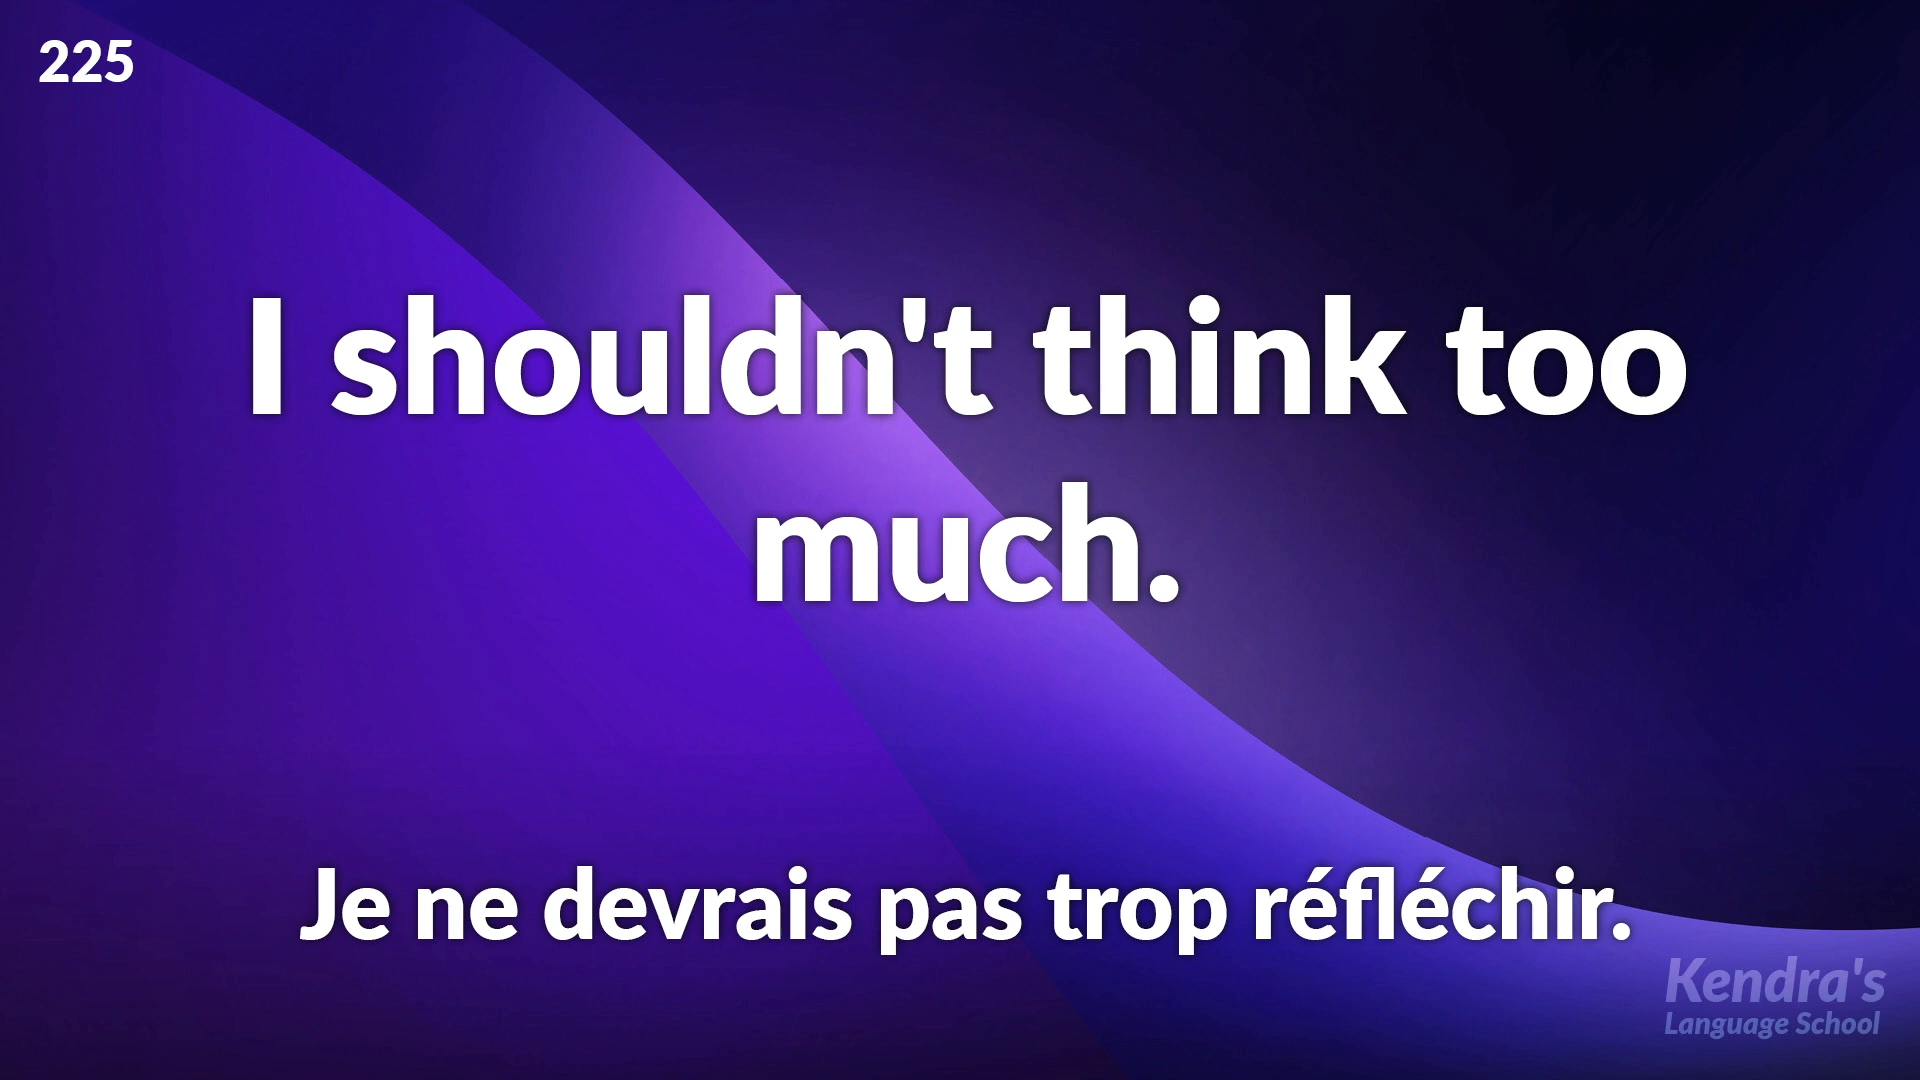 225
I shouldn't think too
much.
Je ne devrais pas trop réfléchir.
Kendra's
Language School